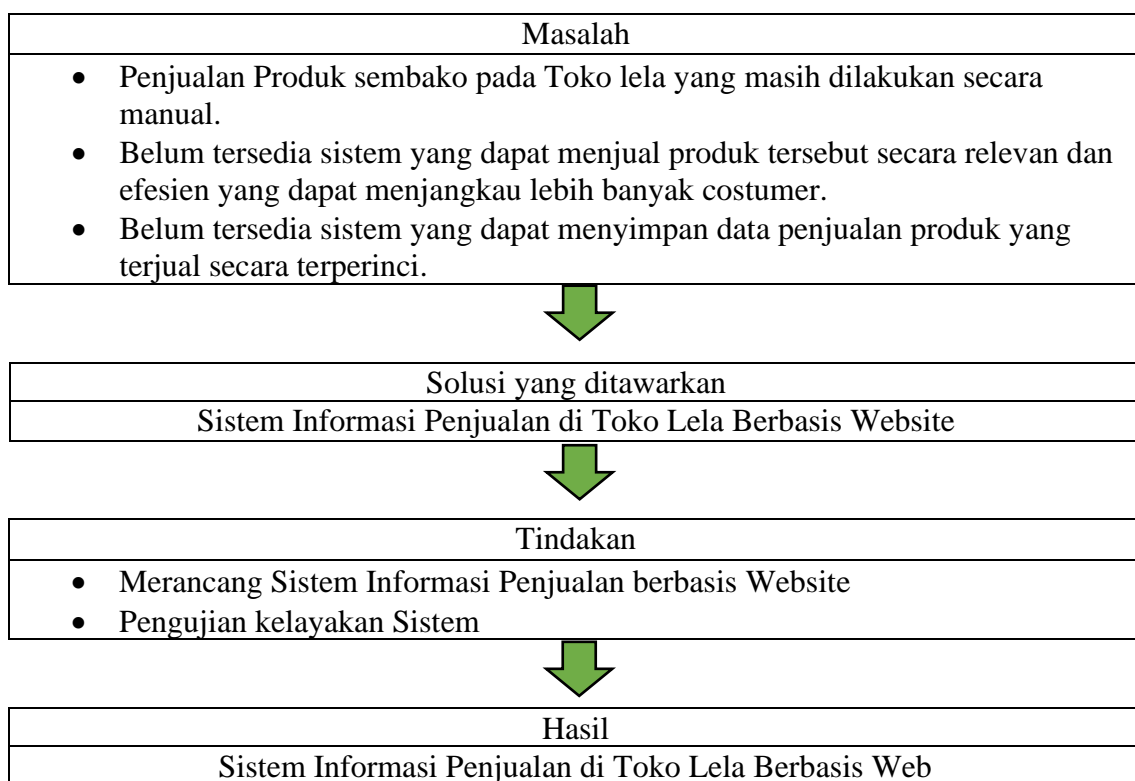 Masalah
• Penjualan Produk sembako pada Toko lela yang masih dilakukan secara
manual.
• Belum tersedia sistem yang dapat menjual produk tersebut secara relevan dan
efesien yang dapat menjangkau lebih banyak costumer.
• Belum tersedia sistem yang dapat menyimpan data penjualan produk yang
terjual secara terperinci.
Solusi yang ditawarkan
Sistem Informasi Penjualan di Toko Lela Berbasis Website
Tindakan
• Merancang Sistem Informasi Penjualan berbasis Website
• Pengujian kelayakan Sistem
Hasil
Sistem Informasi Penjualan di Toko Lela Berbasis Web